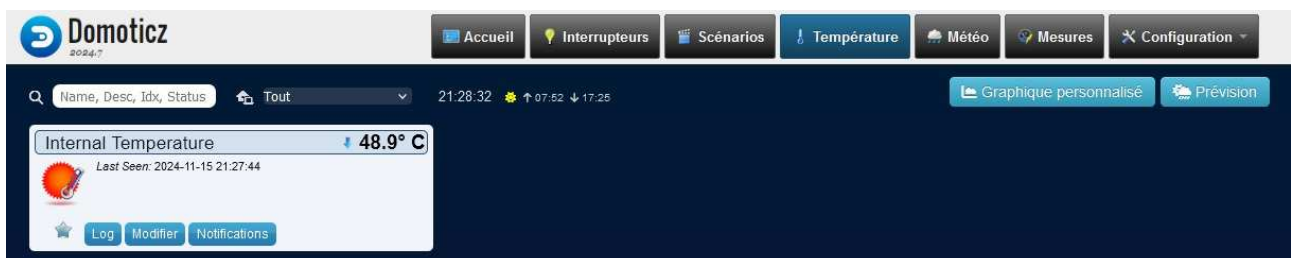 Domoticz
2024.7
Accueil Interrupteurs Scénarios Température Météo Mesures Configuration
Name, Desc, Idx, Status Tout 21:28:32 07:52 17:25 Graphique personnalisé Prévision
Internal Temperature 48.9° C
Last Seen: 2024-11-15 21:27:44
Log Modifier Notifications